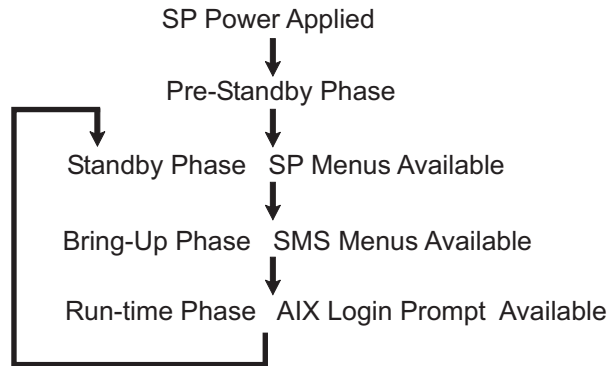 SP Power Applied
Pre-Standby Phase
Standby Phase SP Menus Available
Bring-Up Phase SMS Menus Available
Run-time Phase AIX Login Prompt Available